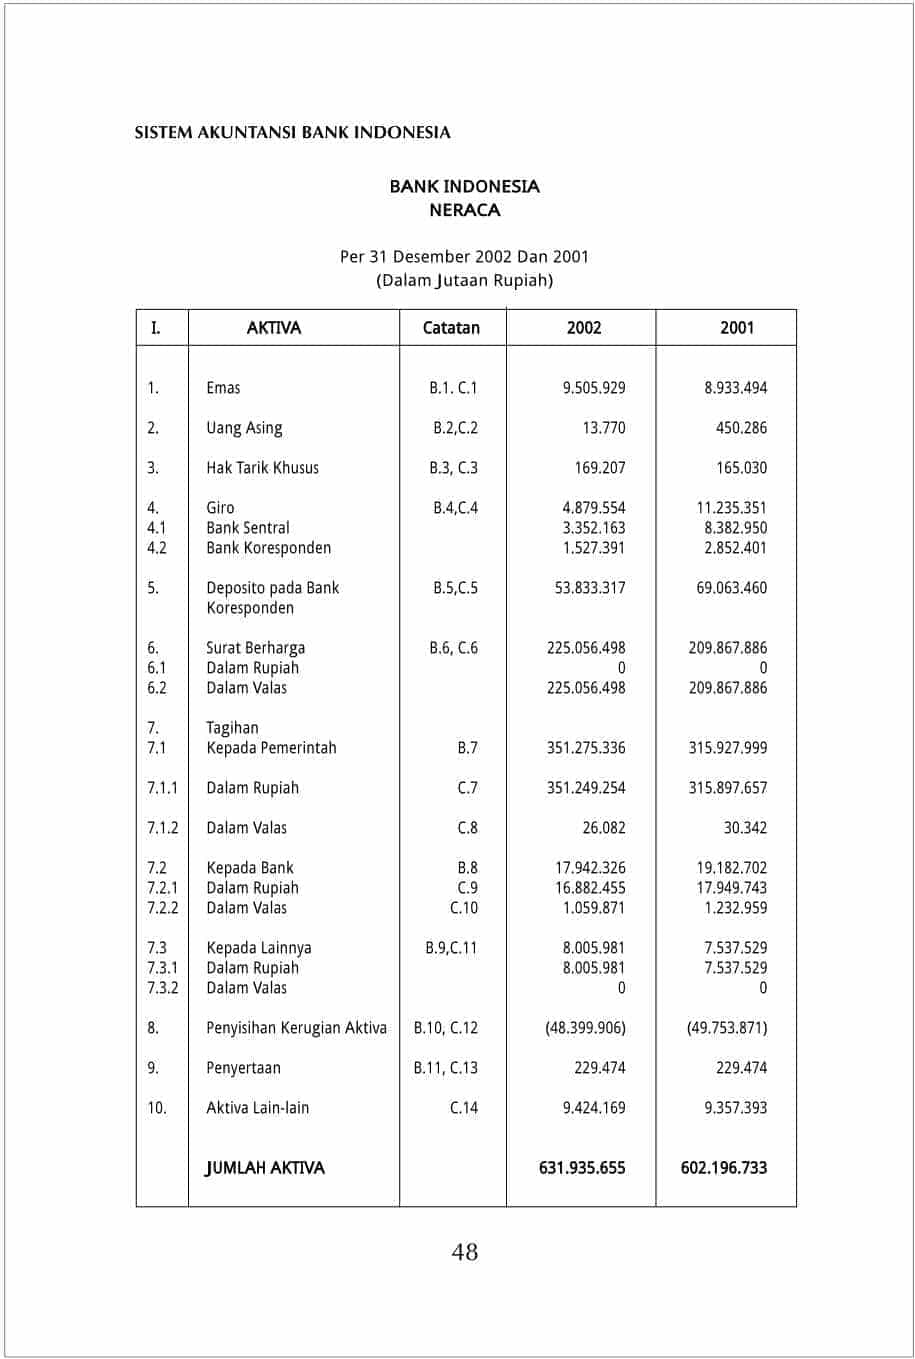 SISTEM AKUNTANSI BANK INDONESIA
BANK INDONESIA
NERACA
Per 31 Desember 2002 Dan 2001
(Dalam Jutaan Rupiah)
I. AKTIVA Catatan 2002 2001
1. Emas B.1. C.1 9.505.929 8.933.494
2. Uang Asing B.2,C.2 13.770 450.286
3. Hak Tarik Khusus B.3, C.3 169.207 165.030
4. Giro B.4,C.4 4.879.554 11.235.351
4.1 Bank Sentral 3.352.163 8.382.950
4.2 Bank Koresponden 1.527.391 2.852.401
5. Deposito pada Bank B.5,C.5 53.833.317 69.063.460
Koresponden
6. Surat Berharga B.6, C.6 225.056.498 209.867.886
6.1 Dalam Rupiah 0 0
6.2 Dalam Valas 225.056.498 209.867.886
7. Tagihan
7.1 Kepada Pemerintah B.7 351.275.336 315.927.999
7.1.1 Dalam Rupiah C.7 351.249.254 315.897.657
7.1.2 Dalam Valas C.8 26.082 30.342
7.2 Kepada Bank B.8 17.942.326 19.182.702
7.2.1 Dalam Rupiah C.9 16.882.455 17.949.743
7.2.2 Dalam Valas C.10 1.059.871 1.232.959
7.3 Kepada Lainnya B.9,C.11 8.005.981 7.537.529
7.3.1 Dalam Rupiah 8.005.981 7.537.529
7.3.2 Dalam Valas 0 0
8. Penyisihan Kerugian Aktiva B.10, C.12 (48.399.906) (49.753.871)
9. Penyertaan B.11, C.13 229.474 229.474
10. Aktiva Lain-lain C.14 9.424.169 9.357.393
JUMLAH AKTIVA 631.935.655 602.196.733
48